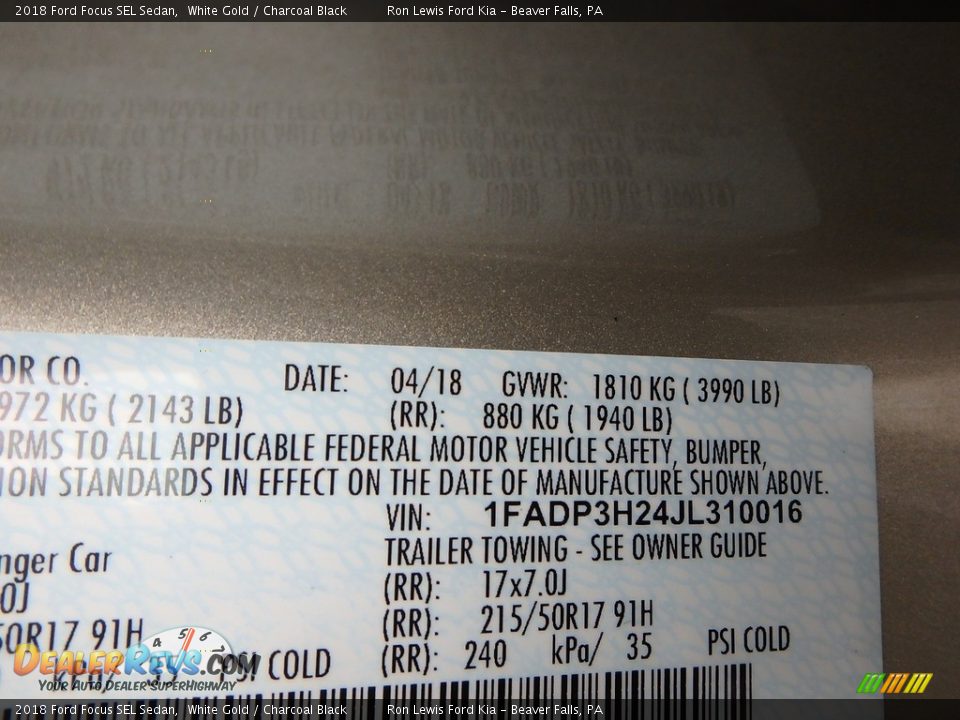 2018 Ford Focus SEL Sedan, White Gold / Charcoal Black Ron Lewis Ford Kia - Beaver Falls, PA
OR CO. DATE: 04/18 GVWR: 1810 KG ( 3990 LB)
972 KG ( 2143 LB) (RR): 880 KG ( 1940 LB)
ORMS TO ALL APPLICABLE FEDERAL MOTOR VEHICLE SAFETY, BUMPER,
ION STANDARDS IN EFFECT ON THE DATE OF MANUFACTURE SHOWN ABOVE.
VIN: 1FADP3H24JL310016
nger Car TRAILER TOWING - SEE OWNER GUIDE
0J (RR): 17x7.0J
50R17 91H (RR): 215/50R17 91H
kPa/ 35 PSI COLD (RR): 240 kPa/ 35 PSI COLD
4 5 6
DEALERREVS.COM
YOUR AUTO DEALER SUPERHIGHWAY
2018 Ford Focus SEL Sedan, White Gold / Charcoal Black Ron Lewis Ford Kia - Beaver Falls, PA